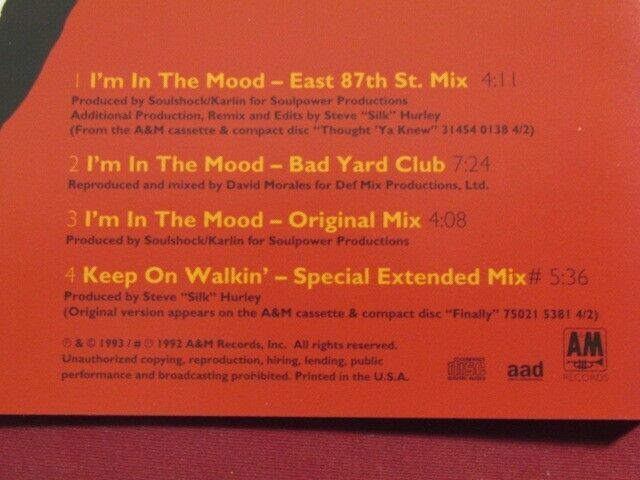 1 I'm In The Mood – East 87th St. Mix 4:11
Produced by Soulshock/Karlin for Soulpower Productions
Additional Production, Remix and Edits by Steve "Silk" Hurley
(From the A&M cassette & compact disc "Thought 'Ya Knew" 31454 0138 4/2)
2 I'm In The Mood – Bad Yard Club 7:24
Reproduced and mixed by David Morales for Def Mix Productions, Ltd.
3 I'm In The Mood – Original Mix 4:08
Produced by Soulshock/Karlin for Soulpower Productions
4 Keep On Walkin' – Special Extended Mix# 5:36
Produced by Steve "Silk" Hurley
(Original version appears on the A&M cassette & compact disc "Finally" 75021 5381 4/2)
℗ & © 1993 / # ℗ 1992 A&M Records, Inc. All rights reserved.
Unauthorized copying, reproduction, hiring, lending, public
performance and broadcasting prohibited. Printed in the U.S.A.
COMPACT
disc
DIGITAL AUDIO
aad
A&M
RECORDS